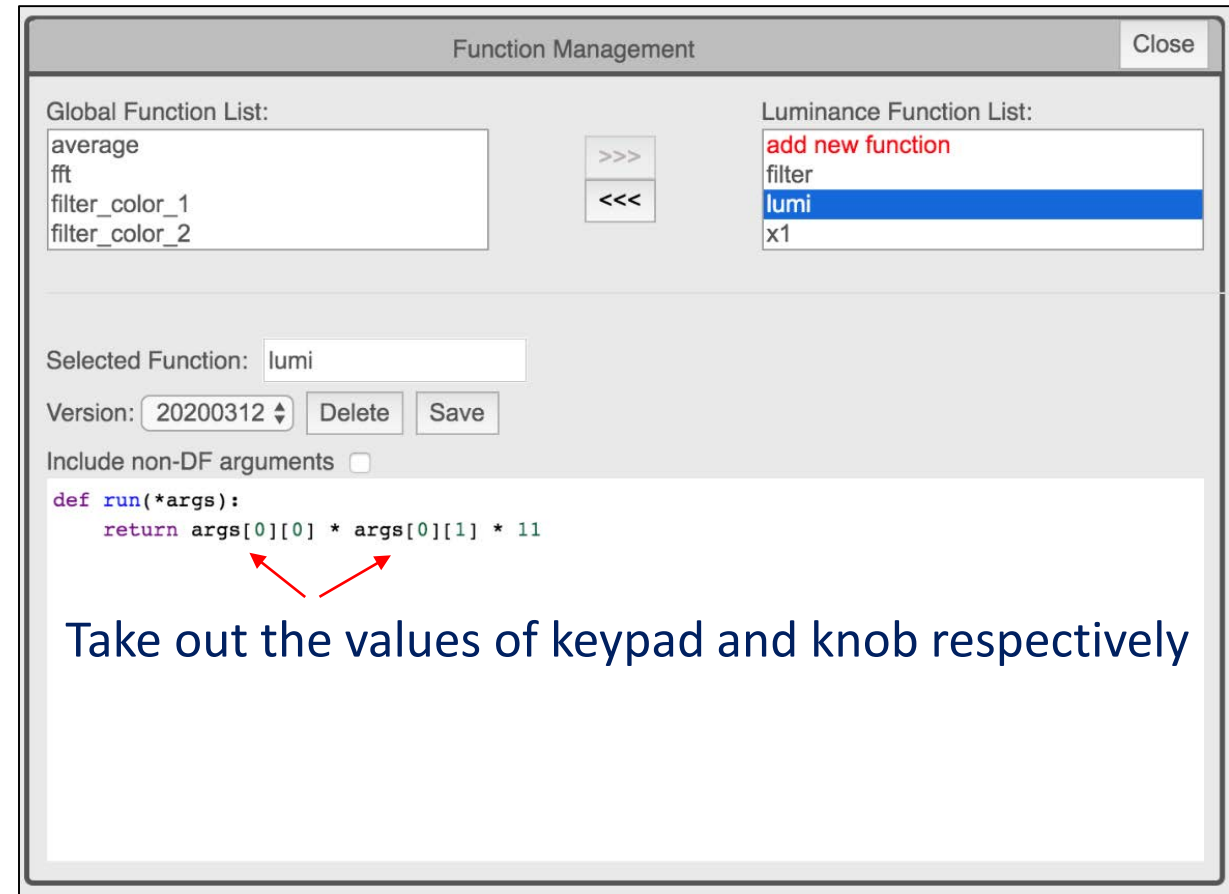 Function Management
Close
Global Function List:
average
fft
filter_color_1
filter_color_2
>>>
<<<
Luminance Function List:
add new function
filter
lumi
x1
Selected Function: lumi
Version: 20200312 Delete Save
Include non-DF arguments
def run(*args):
    return args[0][0] * args[0][1] * 11
Take out the values of keypad and knob respectively